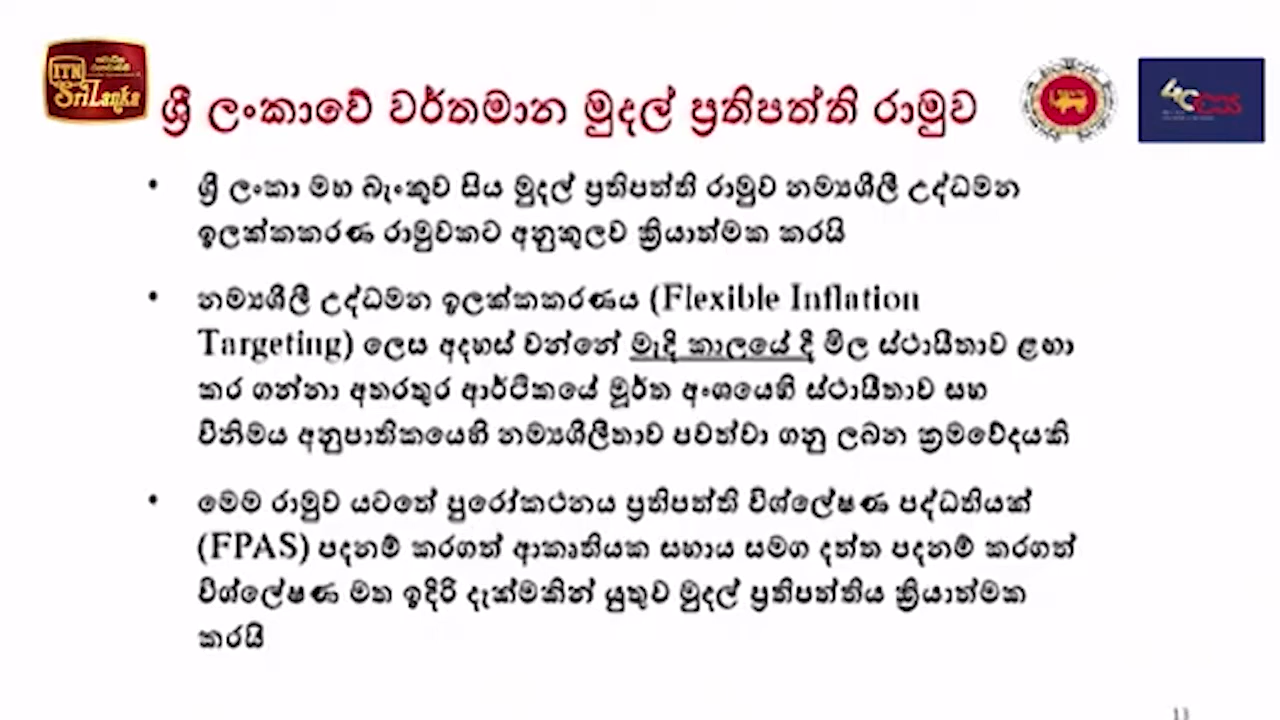 ITN
Sri Lanka
ශ්‍රී ලංකාවේ වර්තමාන මුදල් ප්‍රතිපත්ති රාමුව
• ශ්‍රී ලංකා මහ බැංකුව සිය මුදල් ප්‍රතිපත්ති රාමුව නම්‍යශීලී උද්ධමන
ඉලක්කකරණ රාමුවකට අනුකූලව ක්‍රියාත්මක කරයි
• නම්‍යශීලී උද්ධමන ඉලක්කකරණය (Flexible Inflation
Targeting) ලෙස අදහස් වන්නේ මැදි කාලයේ දී මිල ස්ථායීතාව ළඟා
කර ගන්නා අතරතුර ආර්ථිකයේ මූර්ත අංශයෙහි ස්ථායීතාව සහ
විනිමය අනුපාතිකයෙහි නම්‍යශීලීතාව පවත්වා ගනු ලබන ක්‍රමවේදයකි
• මෙම රාමුව යටතේ පුරෝකථනය ප්‍රතිපත්ති විශ්ලේෂණ පද්ධතියක්
(FPAS) පදනම් කරගත් ආකෘතියක සහාය සමග දත්ත පදනම් කරගත්
විශ්ලේෂණ මත ඉදිරි දැක්මකින් යුතුව මුදල් ප්‍රතිපත්තිය ක්‍රියාත්මක
කරයි